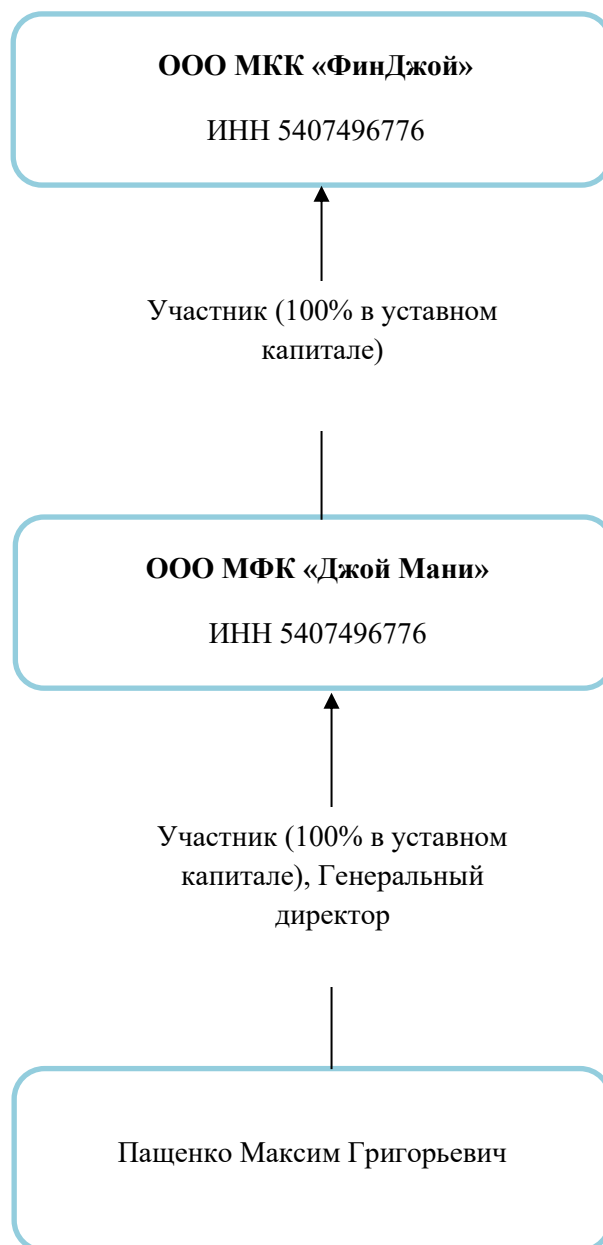 ООО МКК «ФинДжой»
ИНН 5407496776
Участник (100% в уставном
капитале)
ООО МФК «Джой Мани»
ИНН 5407496776
Участник (100% в уставном
капитале), Генеральный
директор
Пащенко Максим Григорьевич